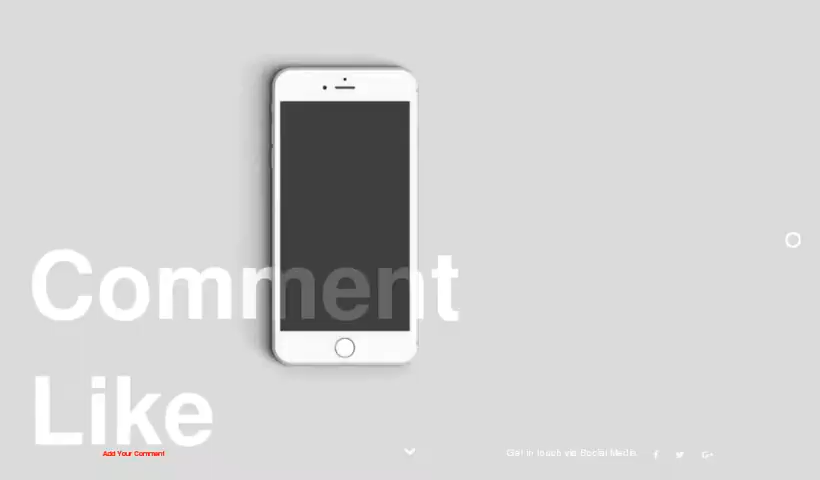 Comment
Like
Add Your Comment
Get in touch via Social Media
G+